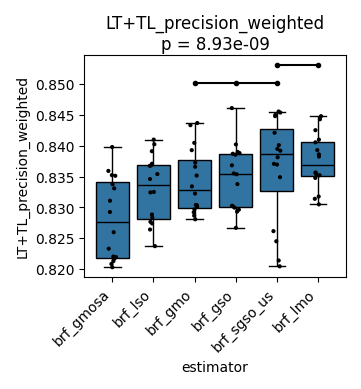 LT+TL_precision_weighted
p = 8.93e-09
LT+TL_precision_weighted
0.850
0.845
0.840
0.835
0.830
0.825
0.820
brf_gmosa
brf_lso
brf_gmo
brf_gso
brf_sgso_us
brf_lmo
estimator